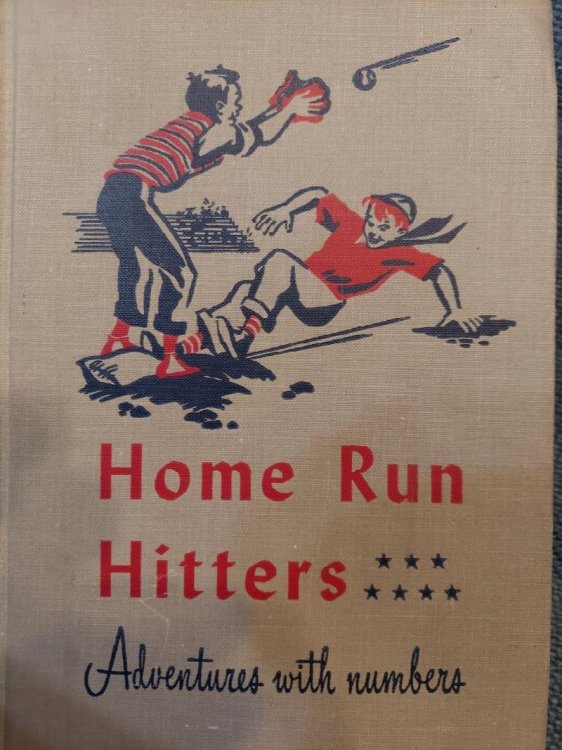 Home Run
Hitters
Adventures with numbers